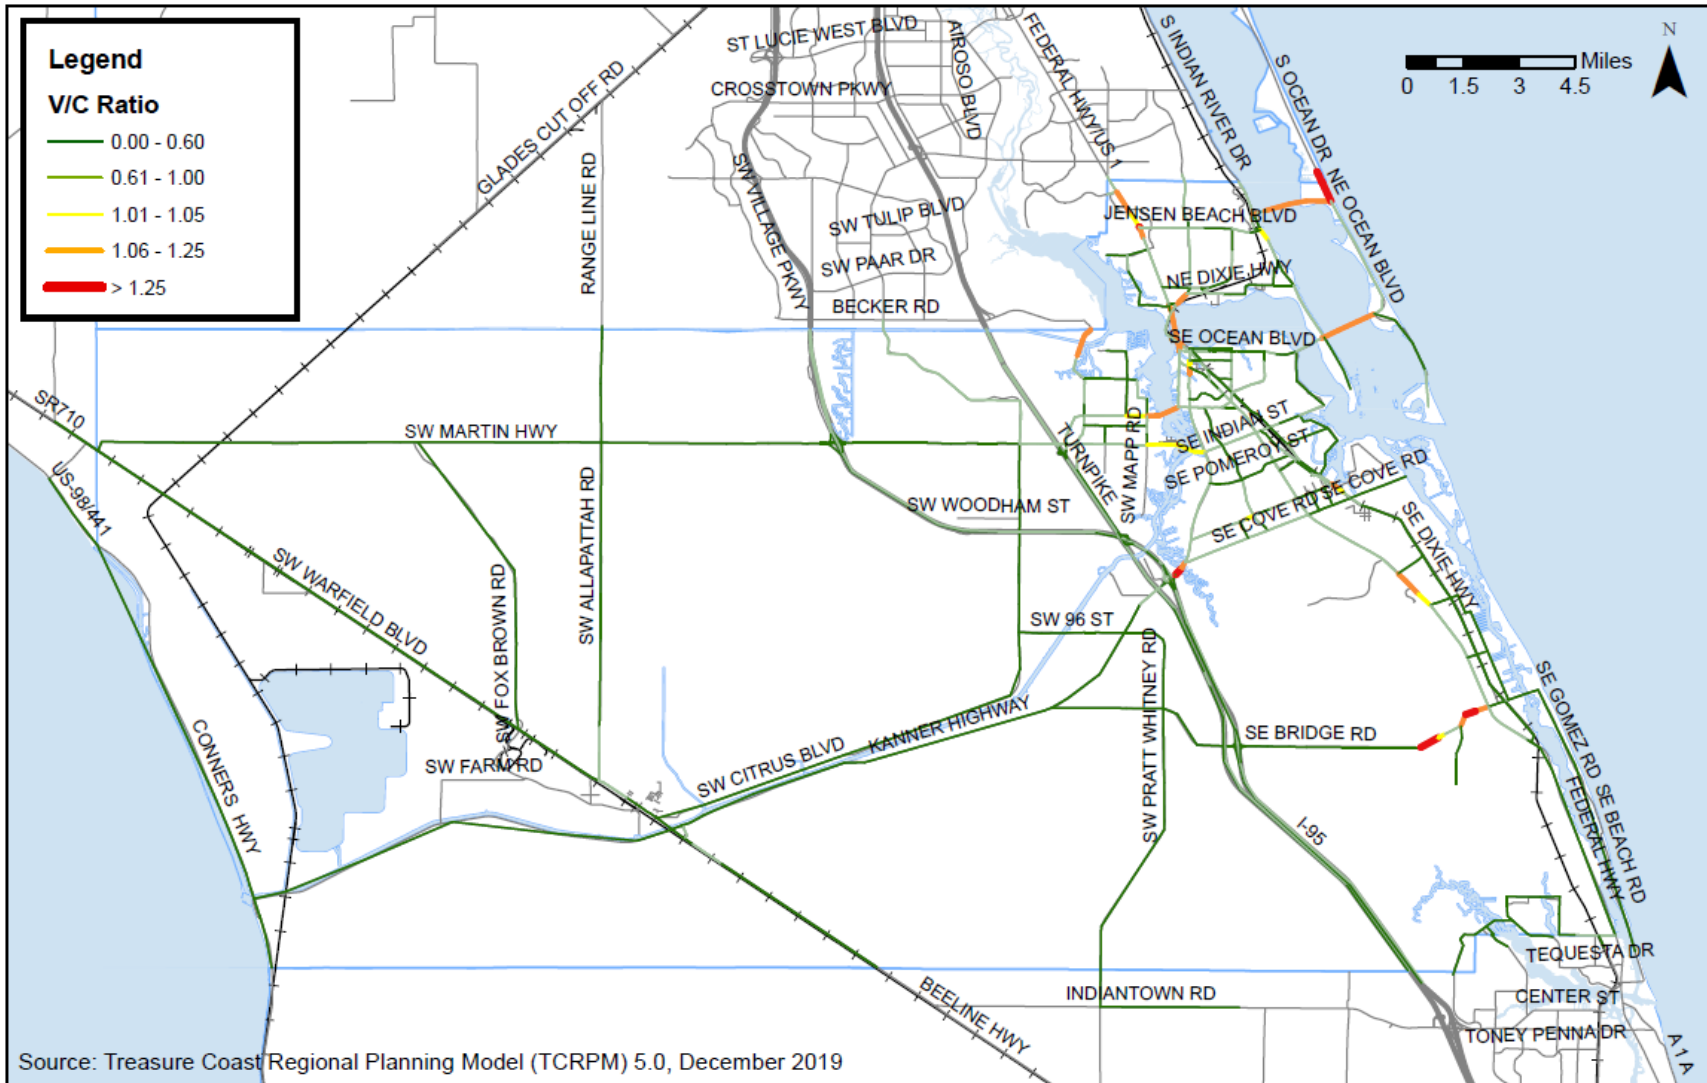 Legend
V/C Ratio
0.00 - 0.60
0.61 - 1.00
1.01 - 1.05
1.06 - 1.25
> 1.25
N
Miles
0 1.5 3 4.5
ST LUCIE WEST BLVD
CROSSTOWN PKWY
AIROSO BLVD
FEDERAL HWY/US 1
S INDIAN RIVER DR
S OCEAN DR
NE OCEAN BLVD
GLADES CUT OFF RD
RANGE LINE RD
SW VILLAGE PKWY
SW TULIP BLVD
SW PAAR DR
BECKER RD
JENSEN BEACH BLVD
NE DIXIE HWY
SE OCEAN BLVD
SR710
SW MARTIN HWY
US-98/441
SW ALLAPATTAH RD
SW WOODHAM ST
TURNPIKE
SW MAPP RD
SE INDIAN ST
SE POMEROY ST
SE COVE RD
SE COVE RD
SE DIXIE HWY
SW WARFIELD BLVD
SW FOX BROWN RD
SW 96 ST
SW PRATT WHITNEY RD
KANNER HIGHWAY
SW CITRUS BLVD
SW FARM RD
CONNERS HWY
SE BRIDGE RD
SE GOMEZ RD
SE BEACH RD
FEDERAL HWY
I-95
TEQUESTA DR
CENTER ST
TONEY PENNA DR
INDIANTOWN RD
BEELINE HWY
A1A
Source: Treasure Coast Regional Planning Model (TCRPM) 5.0, December 2019